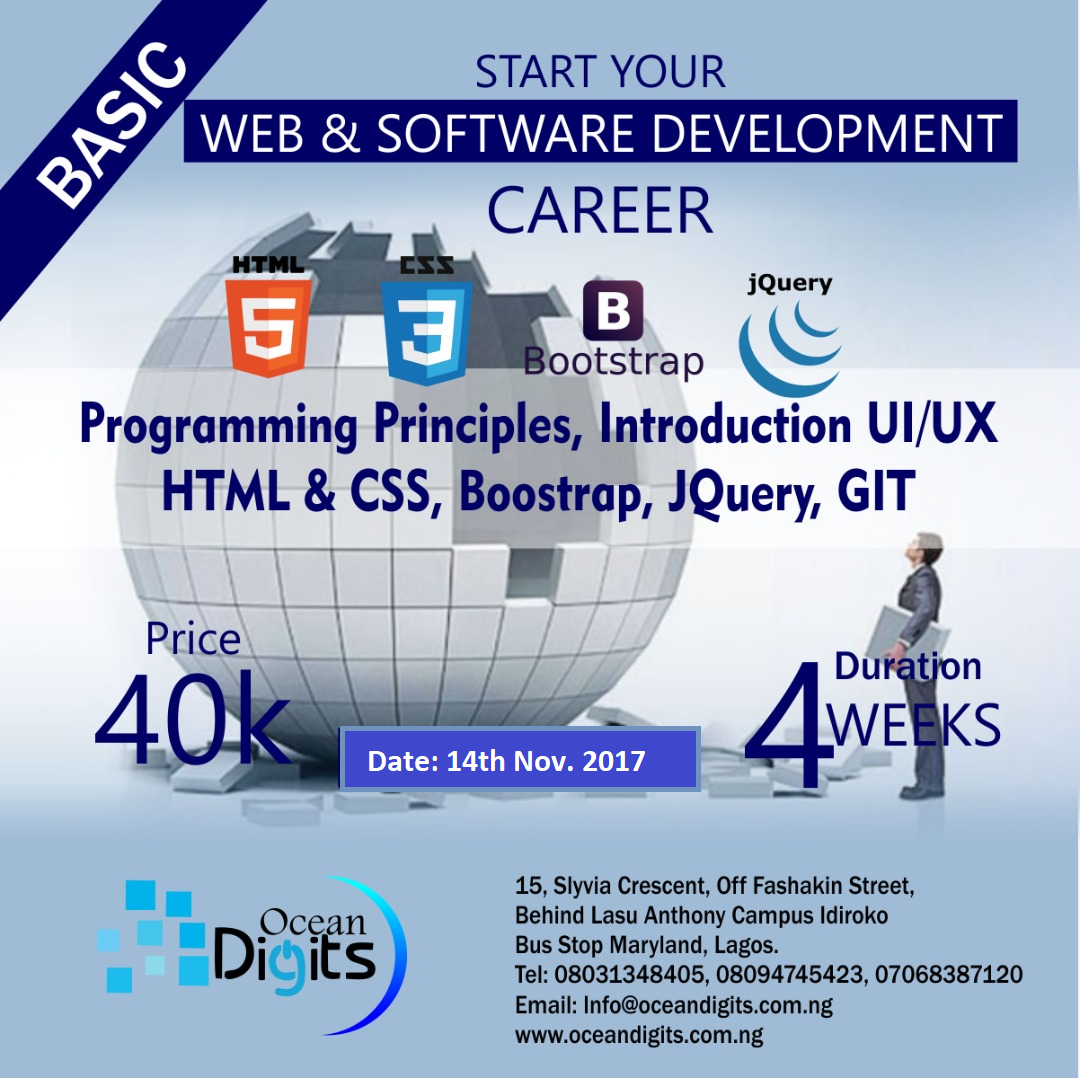 BASIC
START YOUR
WEB & SOFTWARE DEVELOPMENT
CAREER
HTML
5
CSS
3
B
Bootstrap
jQuery
Programming Principles, Introduction UI/UX
HTML & CSS, Boostrap, JQuery, GIT
Price
40k
Duration
4 WEEKS
Date: 14th Nov. 2017
Ocean
Digits
15, Slyvia Crescent, Off Fashakin Street,
Behind Lasu Anthony Campus Idiroko
Bus Stop Maryland, Lagos.
Tel: 08031348405, 08094745423, 07068387120
Email: Info@oceandigits.com.ng
www.oceandigits.com.ng